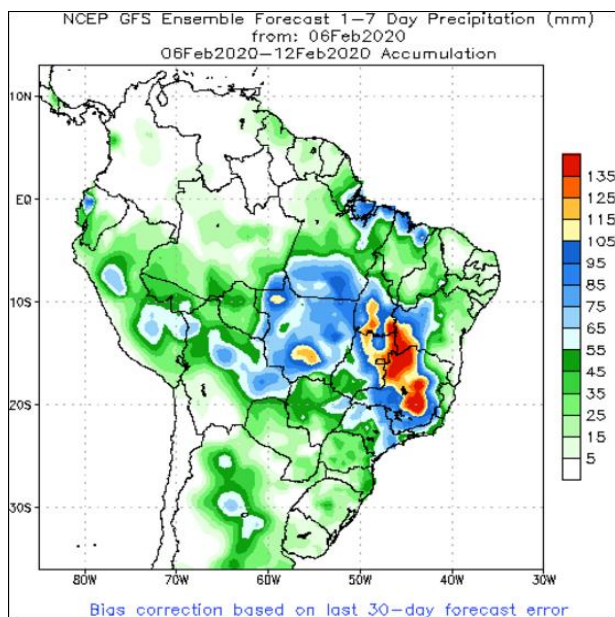 NCEP GFS Ensemble Forecast 1-7 Day Precipitation (mm)
from: 06Feb2020
06Feb2020-12Feb2020 Accumulation
10N
EQ
10S
20S
30S
80W 70W 60W 50W 40W 30W
135
125
115
105
95
85
75
65
55
45
35
25
15
5
Bias correction based on last 30-day forecast error